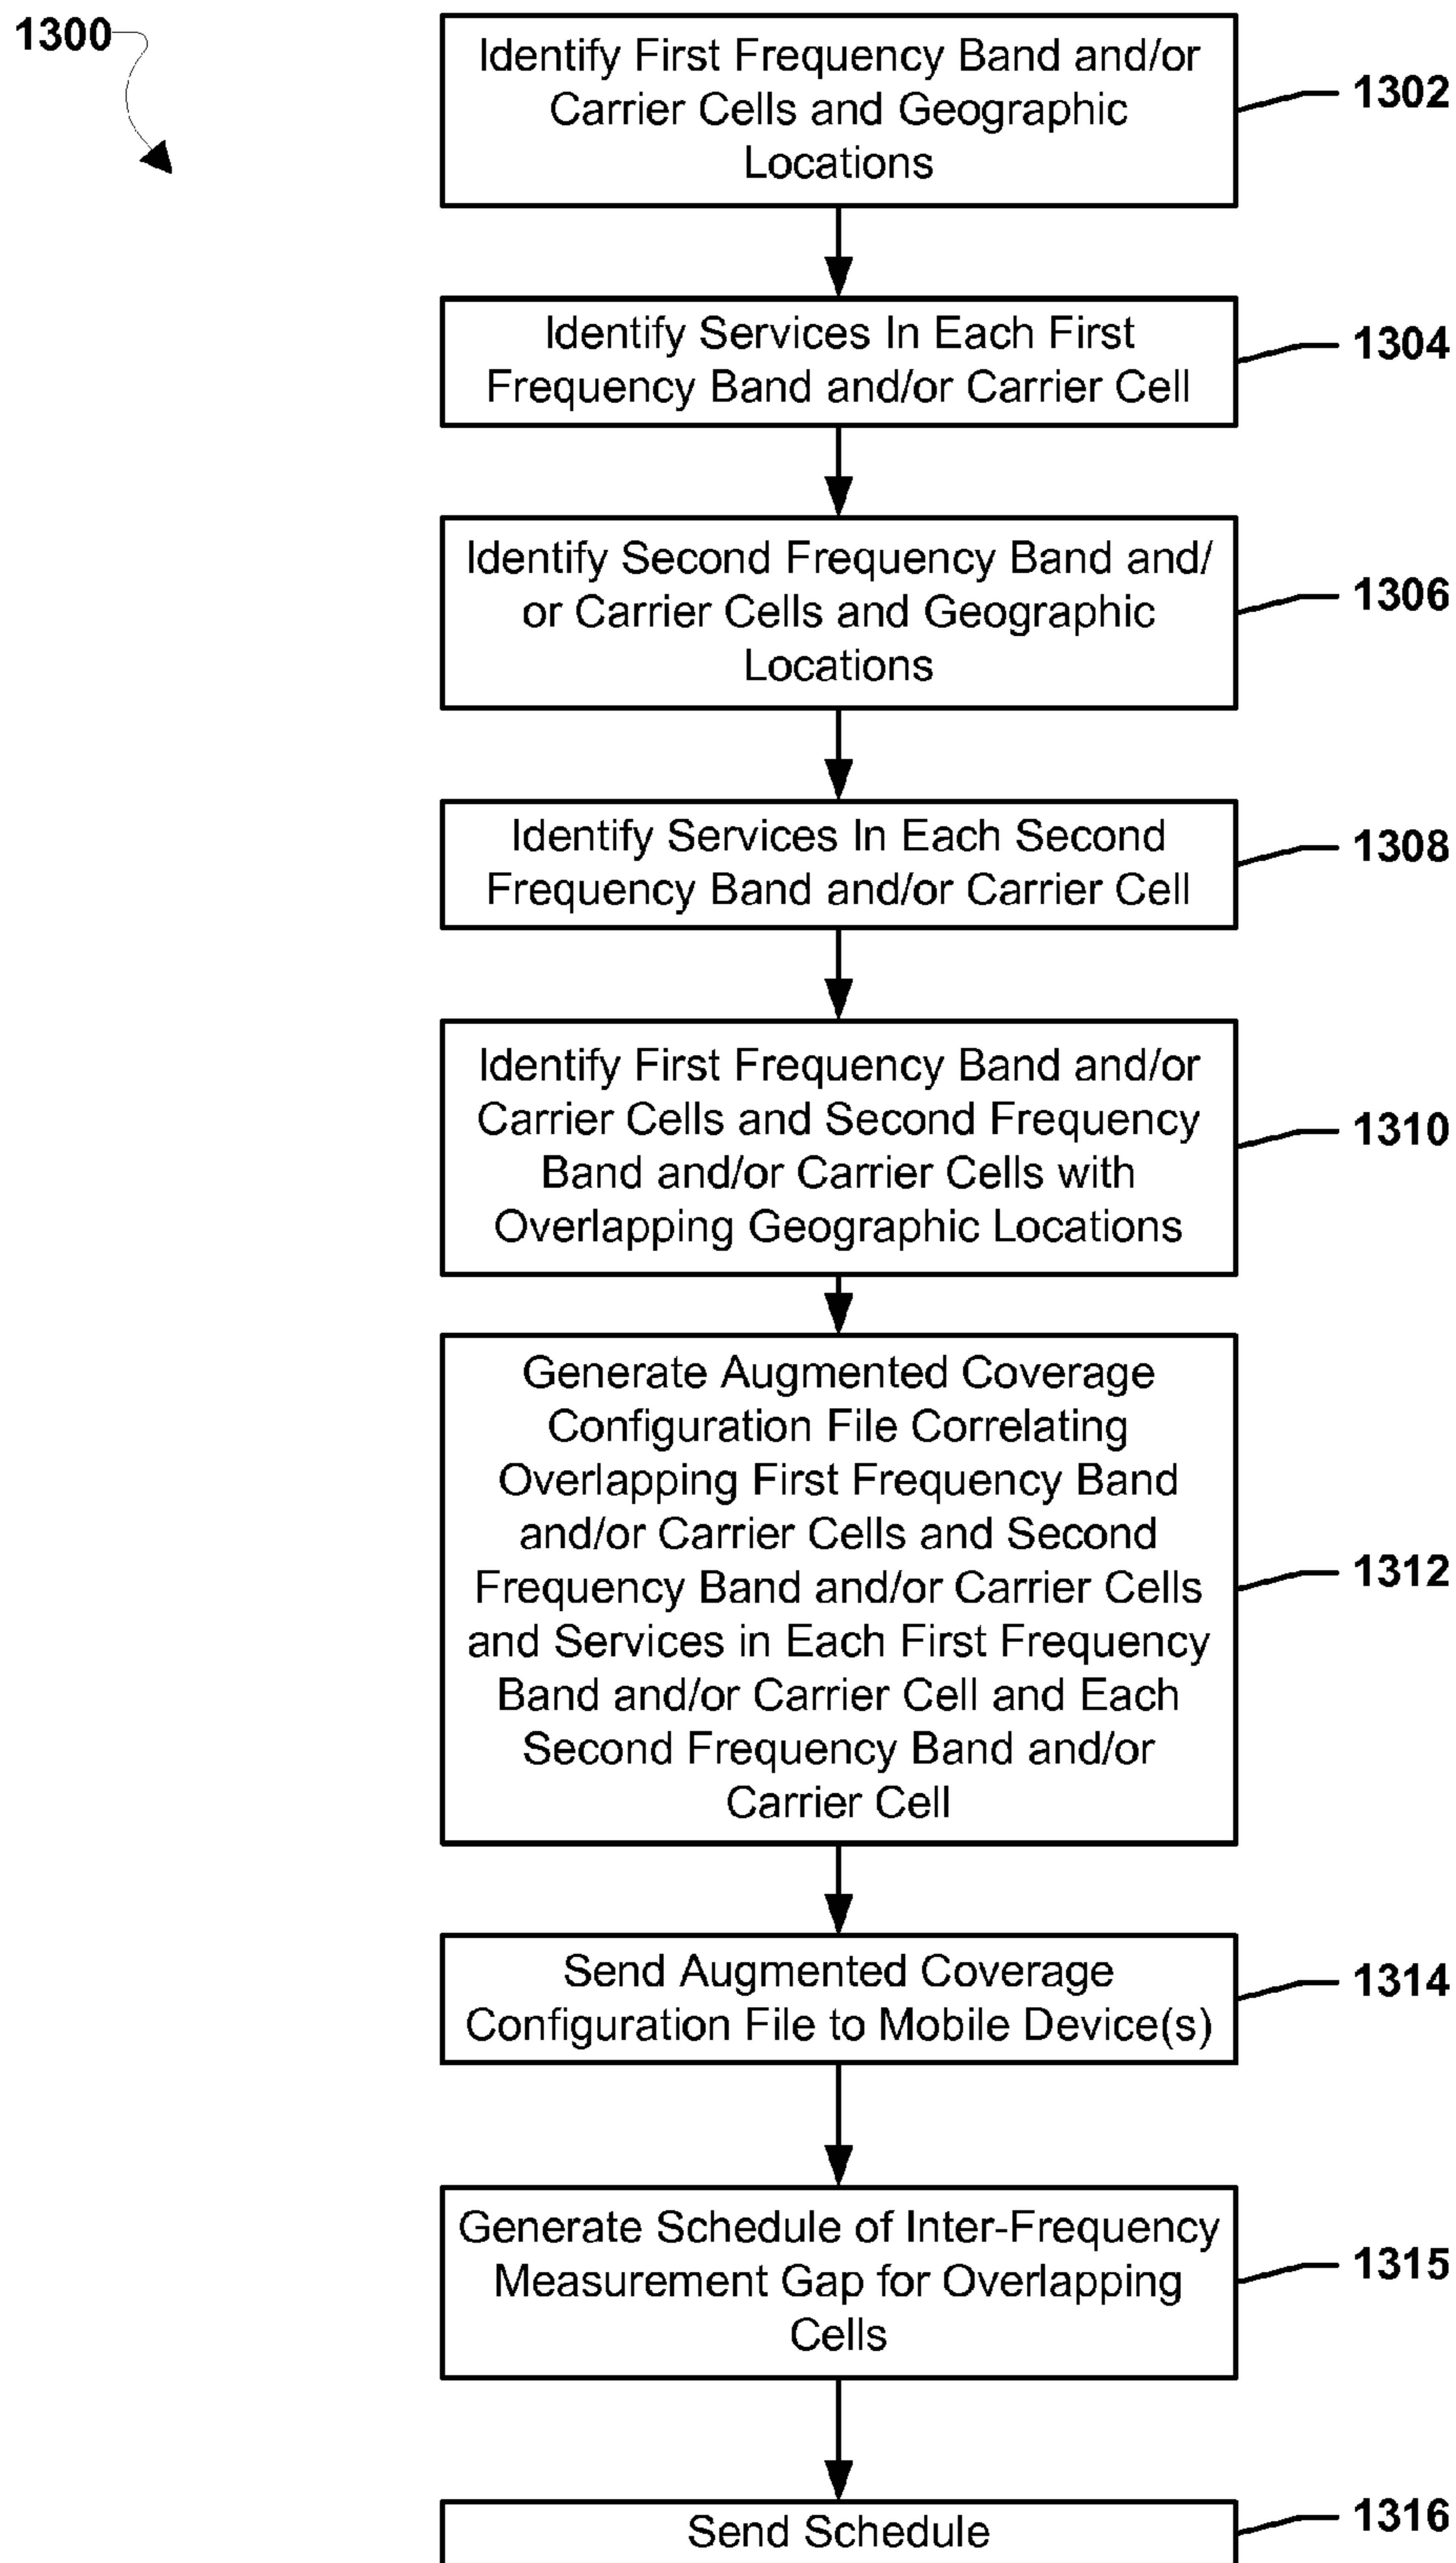 1300
Identify First Frequency Band and/or
Carrier Cells and Geographic
Locations
1302
Identify Services In Each First
Frequency Band and/or Carrier Cell
1304
Identify Second Frequency Band and/
or Carrier Cells and Geographic
Locations
1306
Identify Services In Each Second
Frequency Band and/or Carrier Cell
1308
Identify First Frequency Band and/or
Carrier Cells and Second Frequency
Band and/or Carrier Cells with
Overlapping Geographic Locations
1310
Generate Augmented Coverage
Configuration File Correlating
Overlapping First Frequency Band
and/or Carrier Cells and Second
Frequency Band and/or Carrier Cells
and Services in Each First Frequency
Band and/or Carrier Cell and Each
Second Frequency Band and/or
Carrier Cell
1312
Send Augmented Coverage
Configuration File to Mobile Device(s)
1314
Generate Schedule of Inter-Frequency
Measurement Gap for Overlapping
Cells
1315
Send Schedule
1316